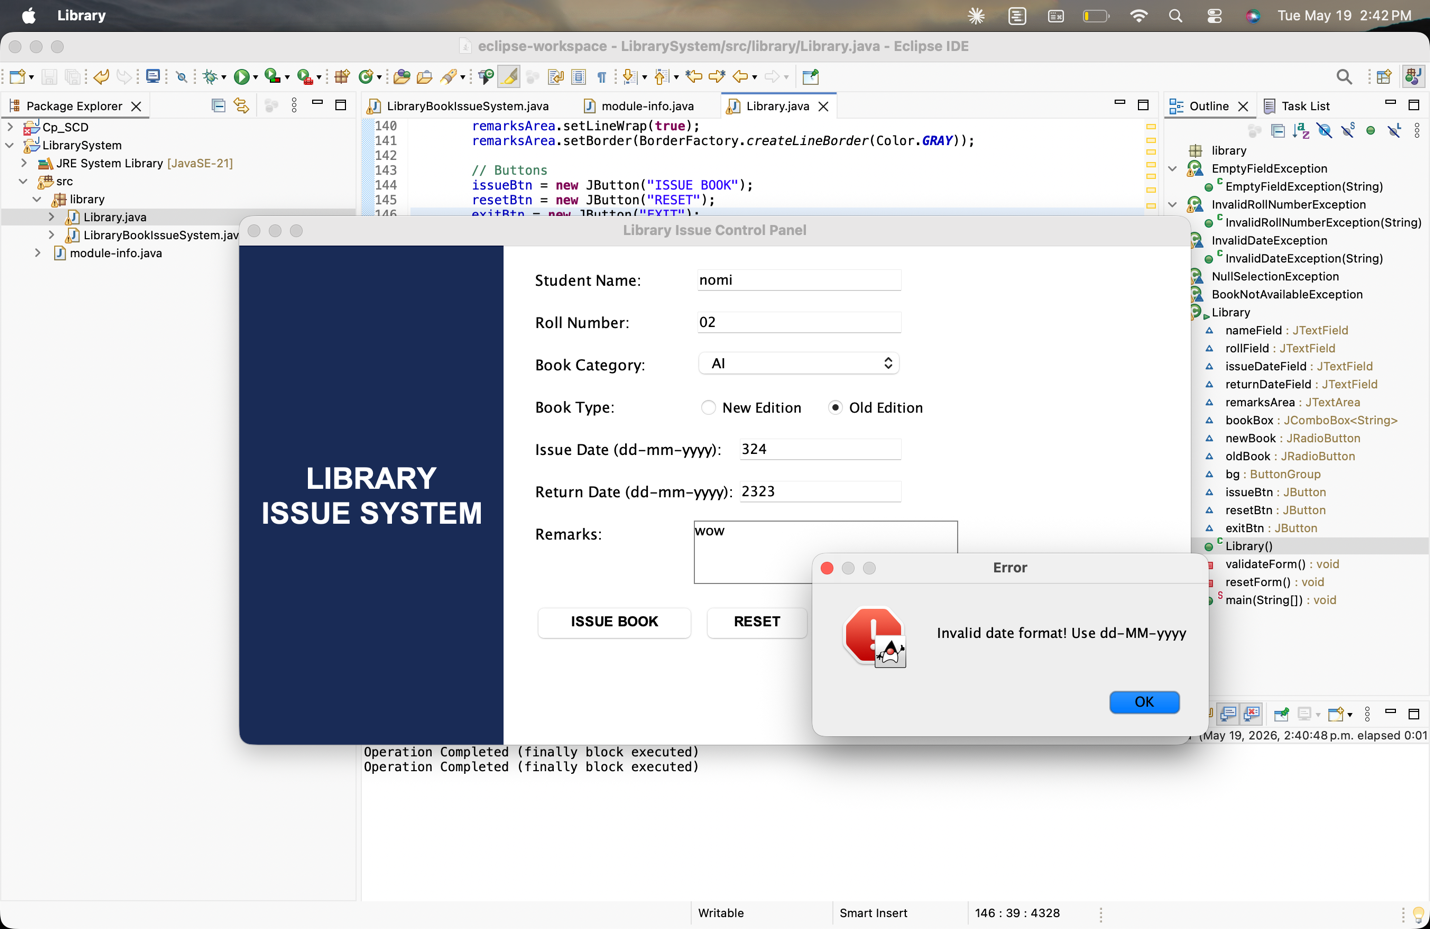 Library
Tue May 19 2:42 PM
eclipse-workspace - LibrarySystem/src/library/Library.java - Eclipse IDE
Package Explorer
Cp_SCD
LibrarySystem
JRE System Library [JavaSE-21]
src
library
Library.java
LibraryBookIssueSystem.jav
module-info.java
LibraryBookIssueSystem.java
module-info.java
Library.java
140 remarksArea.setLineWrap(true);
141 remarksArea.setBorder(BorderFactory.createLineBorder(Color.GRAY));
142
143 // Buttons
144 issueBtn = new JButton("ISSUE BOOK");
145 resetBtn = new JButton("RESET");
146 exitBtn = new JButton("EXIT");
Library Issue Control Panel
LIBRARY
ISSUE SYSTEM
Student Name: nomi
Roll Number: 02
Book Category: AI
Book Type: New Edition Old Edition
Issue Date (dd-mm-yyyy): 324
Return Date (dd-mm-yyyy): 2323
Remarks: wow
ISSUE BOOK
RESET
Error
Invalid date format! Use dd-MM-yyyy
OK
Outline
Task List
library
EmptyFieldException
EmptyFieldException(String)
InvalidRollNumberException
InvalidRollNumberException(String)
InvalidDateException
InvalidDateException(String)
NullSelectionException
BookNotAvailableException
Library
nameField : JTextField
rollField : JTextField
issueDateField : JTextField
returnDateField : JTextField
remarksArea : JTextArea
bookBox : JComboBox<String>
newBook : JRadioButton
oldBook : JRadioButton
bg : ButtonGroup
issueBtn : JButton
resetBtn : JButton
exitBtn : JButton
Library()
validateForm() : void
resetForm() : void
main(String[]) : void
(May 19, 2026, 2:40:48 p.m. elapsed 0:01
Operation Completed (finally block executed)
Operation Completed (finally block executed)
Writable
Smart Insert
146 : 39 : 4328